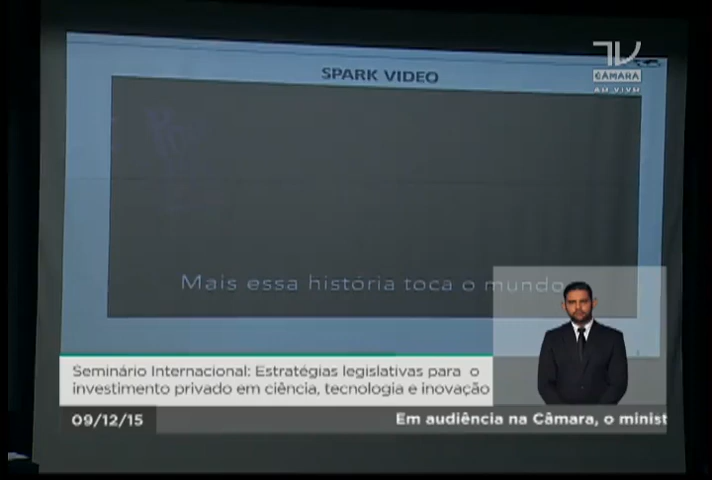 TV
CÂMARA
AO VIVO
SPARK VIDEO
Mais essa história toca o mundo
Seminário Internacional: Estratégias legislativas para o
investimento privado em ciência, tecnologia e inovação
09/12/15
Em audiência na Câmara, o minist